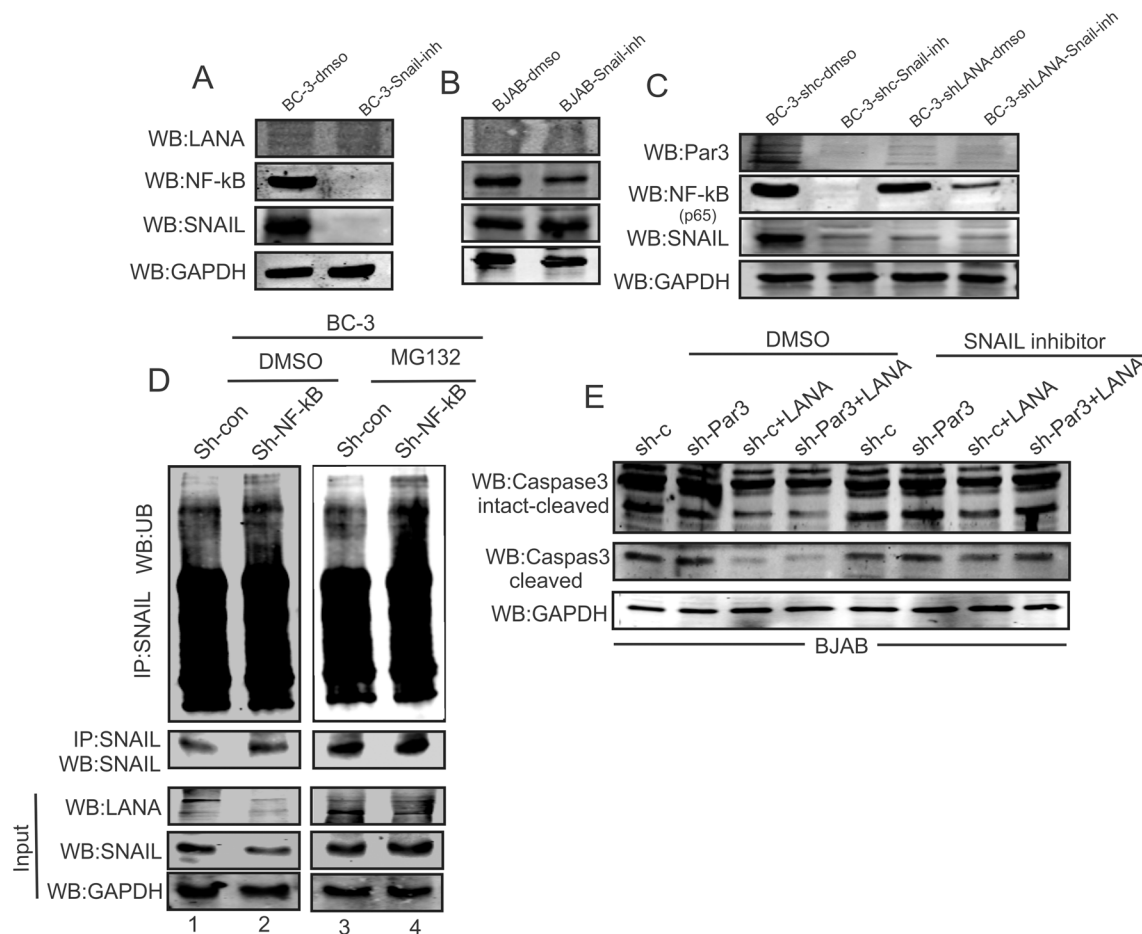 A
BC-3-dmso
BC-3-Snail-inh
WB:LANA
WB:NF-kB
WB:SNAIL
WB:GAPDH
B
BJAB-dmso
BJAB-Snail-inh
C
BC-3-shc-dmso
BC-3-shc-Snail-inh
BC-3-shLANA-dmso
BC-3-shLANA-Snail-inh
WB:Par3
WB:NF-kB
(p65)
WB:SNAIL
WB:GAPDH
D
BC-3
DMSO
MG132
Sh-con
Sh-NF-kB
Sh-con
Sh-NF-kB
IP:SNAIL WB:UB
IP:SNAIL
WB:SNAIL
Input
WB:LANA
WB:SNAIL
WB:GAPDH
1 2 3 4
E
DMSO
SNAIL inhibitor
sh-c
sh-Par3
sh-c+LANA
sh-Par3+LANA
sh-c
sh-Par3
sh-c+LANA
sh-Par3+LANA
WB:Caspase3
intact-cleaved
WB:Caspas3
cleaved
WB:GAPDH
BJAB